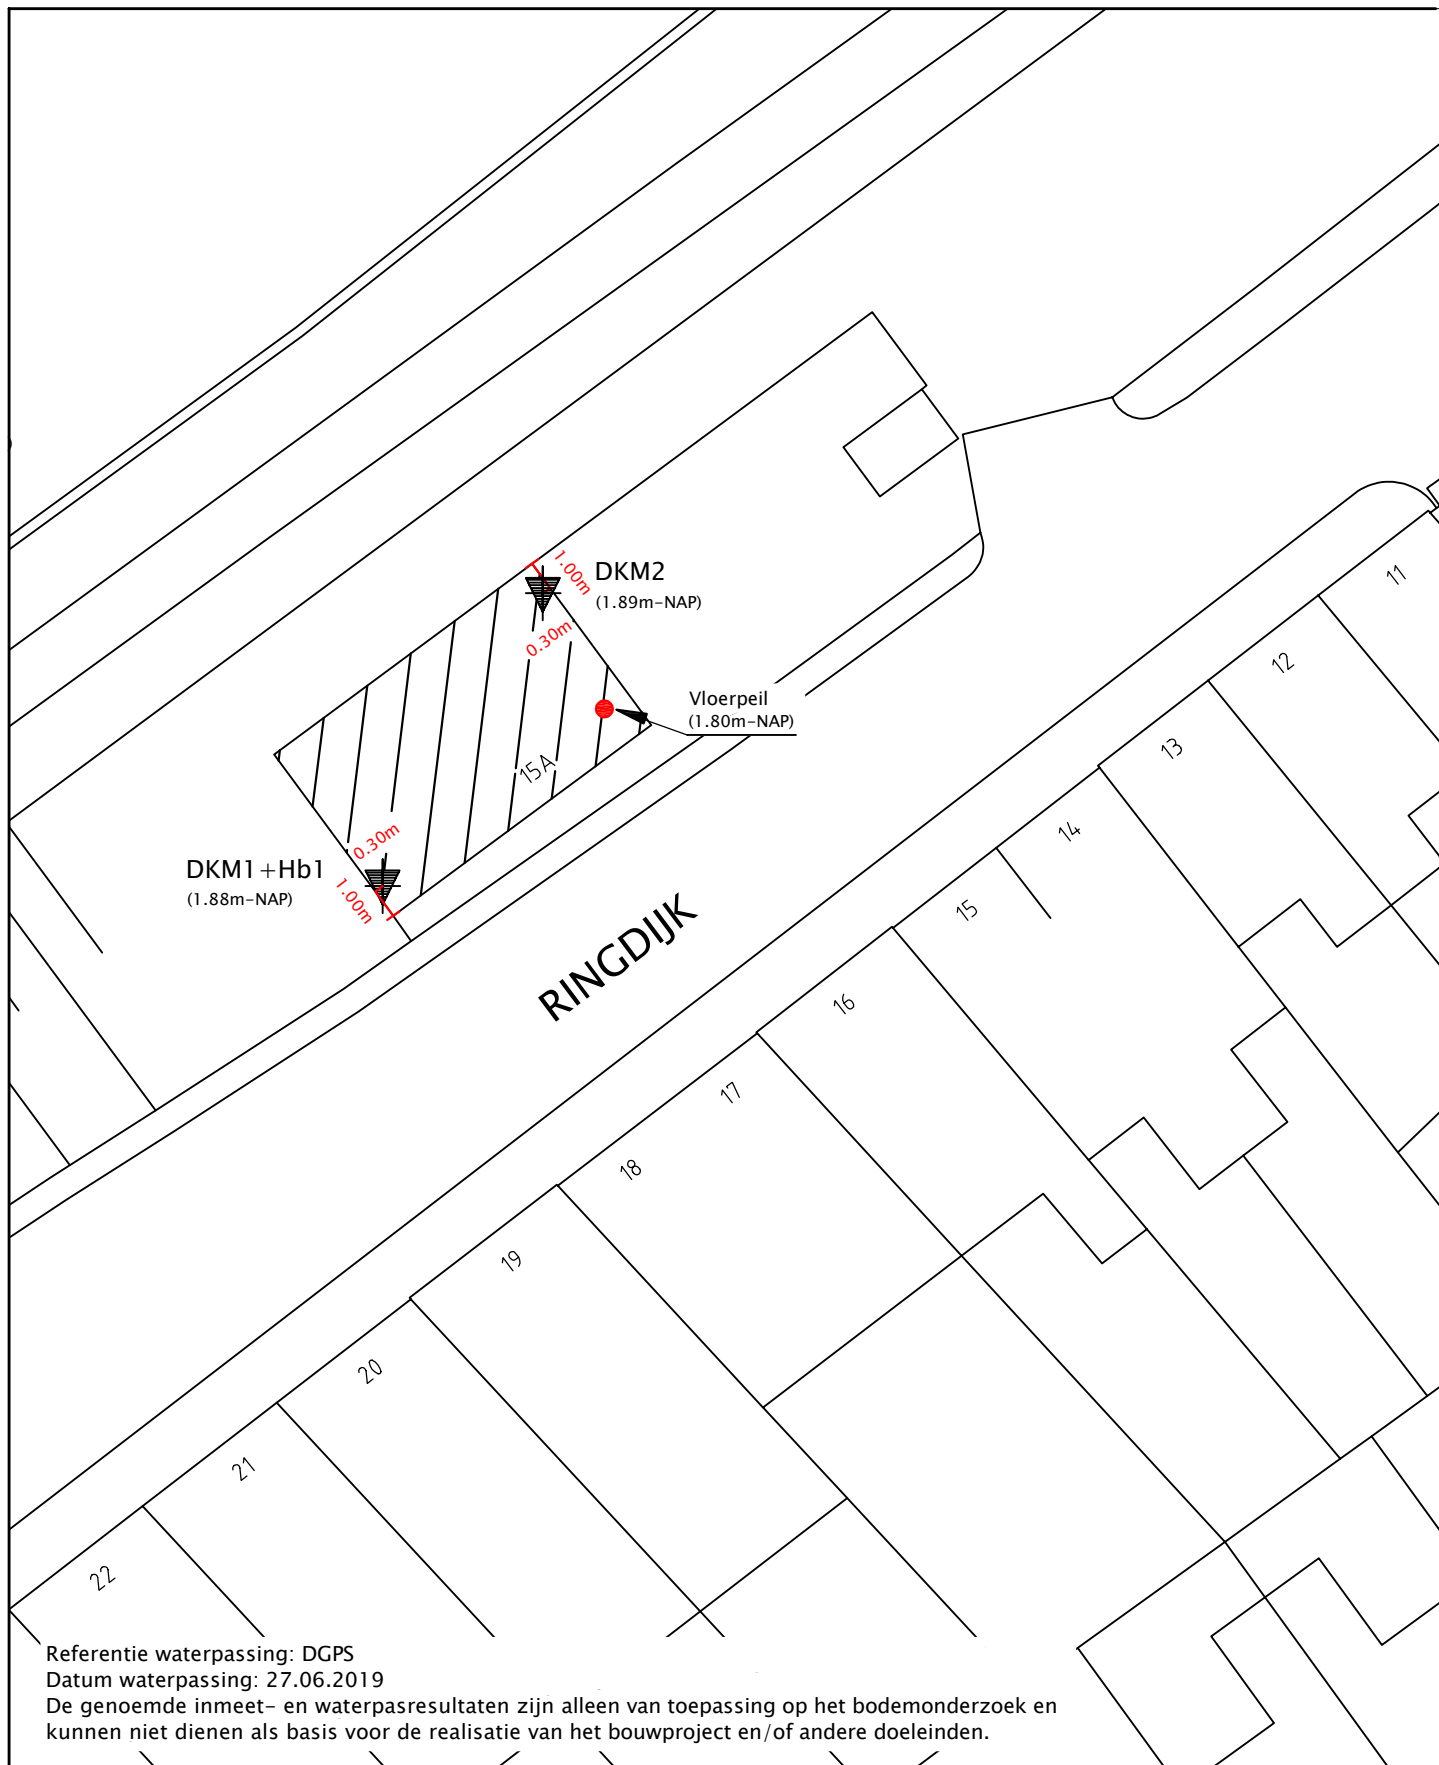 1.00m
DKM2
(1.89m-NAP)
0.30m
Vloerpeil
(1.80m-NAP)
15A
0.30m
DKM1+Hb1
(1.88m-NAP)
1.00m
RINGDIJK
11
12
13
14
15
16
17
18
19
20
21
22
Referentie waterpassing: DGPS
Datum waterpassing: 27.06.2019
De genoemde inmeet- en waterpasresultaten zijn alleen van toepassing op het bodemonderzoek en
kunnen niet dienen als basis voor de realisatie van het bouwproject en/of andere doeleinden.